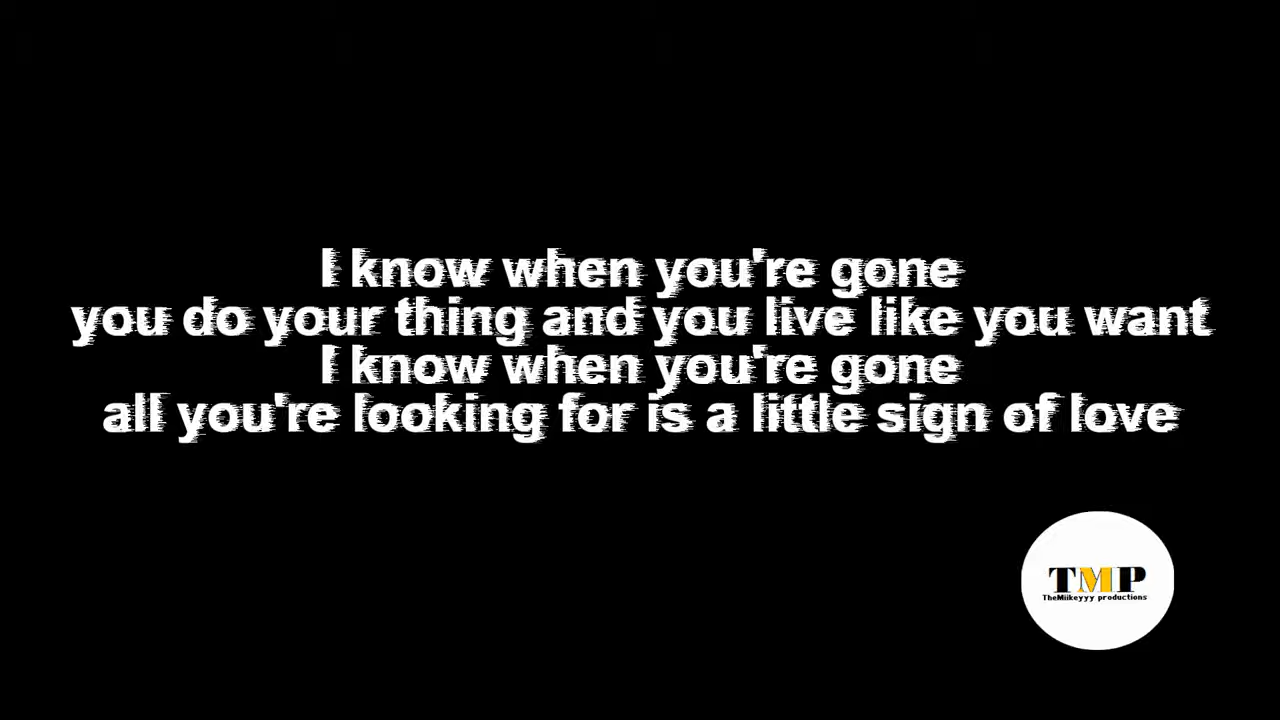 I know when you're gone
you do your thing and you live like you want
I know when you're gone
all you're looking for is a little sign of love
TMP
TheMiikeyyy productions